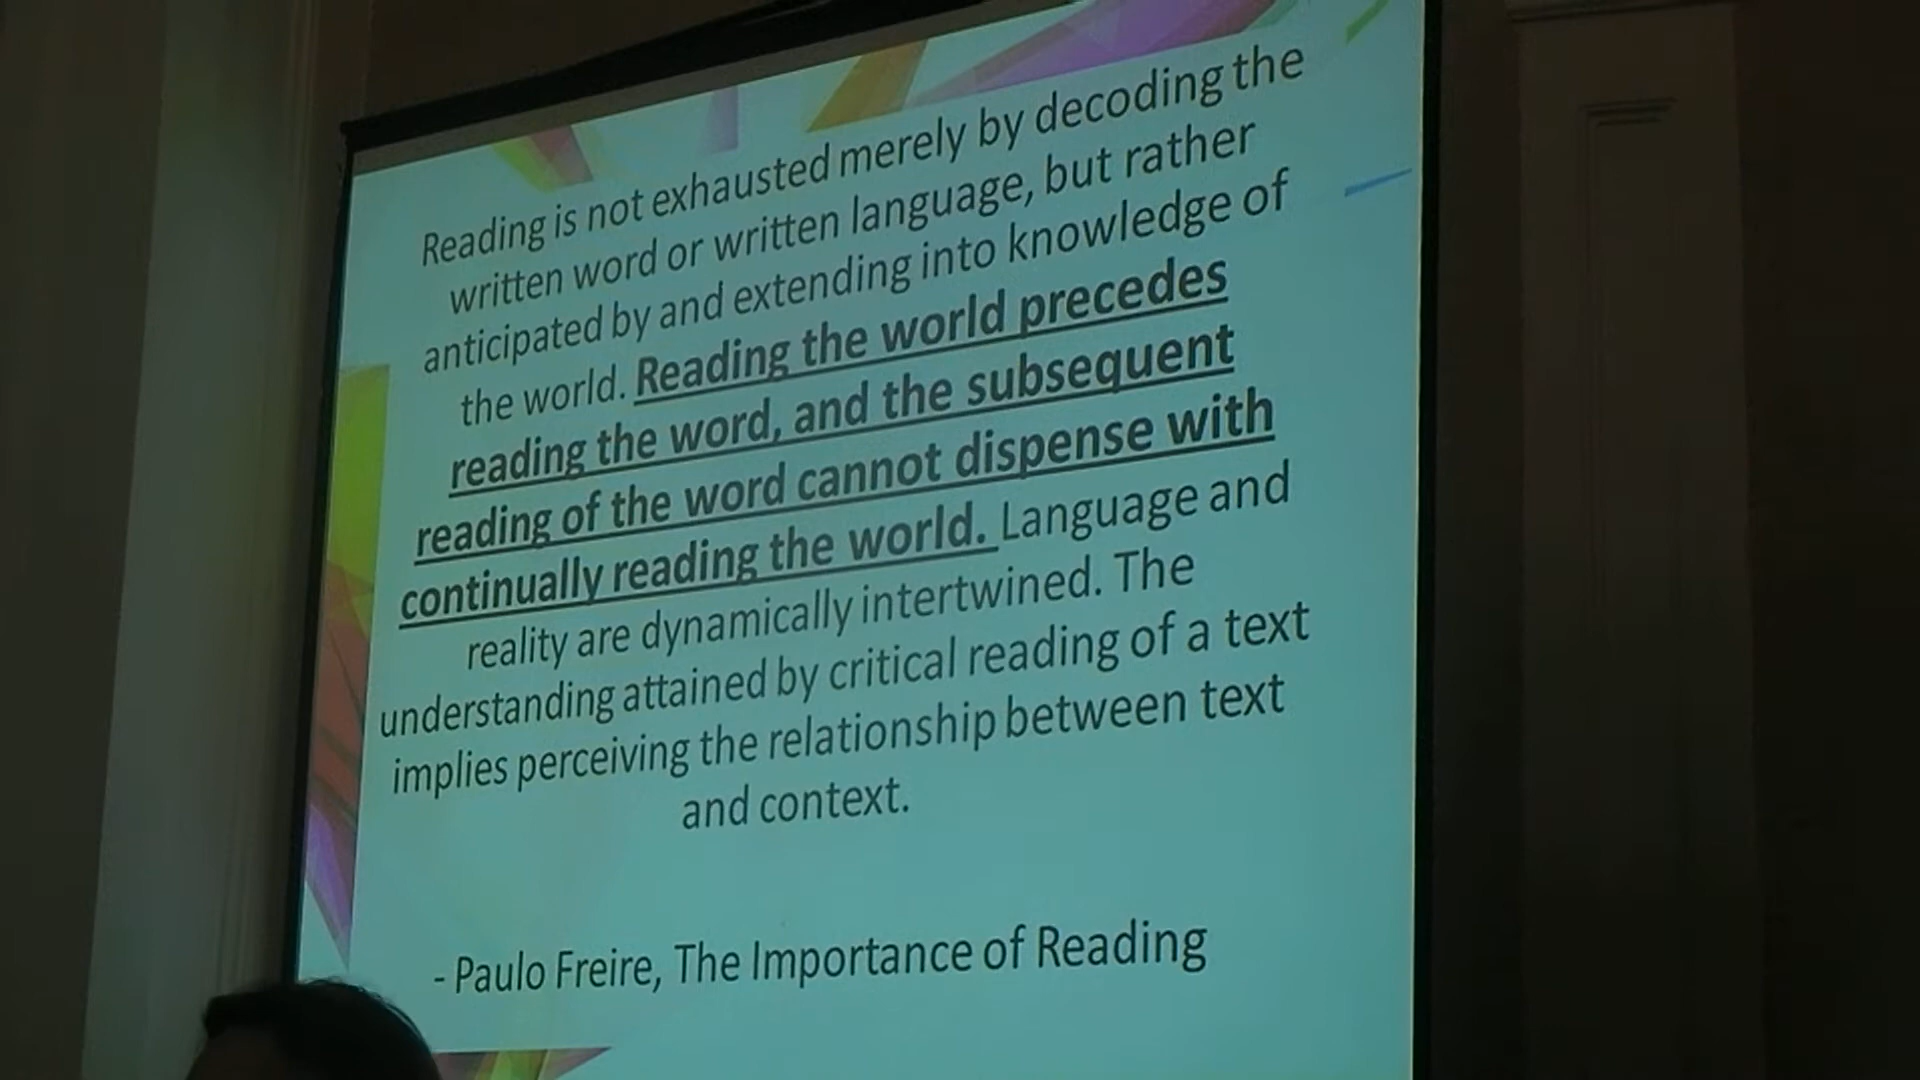 Reading is not exhausted merely by decoding the
written word or written language, but rather
anticipated by and extending into knowledge of
the world. Reading the world precedes
reading the word, and the subsequent
reading of the word cannot dispense with
continually reading the world. Language and
reality are dynamically intertwined. The
understanding attained by critical reading of a text
implies perceiving the relationship between text
and context.
- Paulo Freire, The Importance of Reading